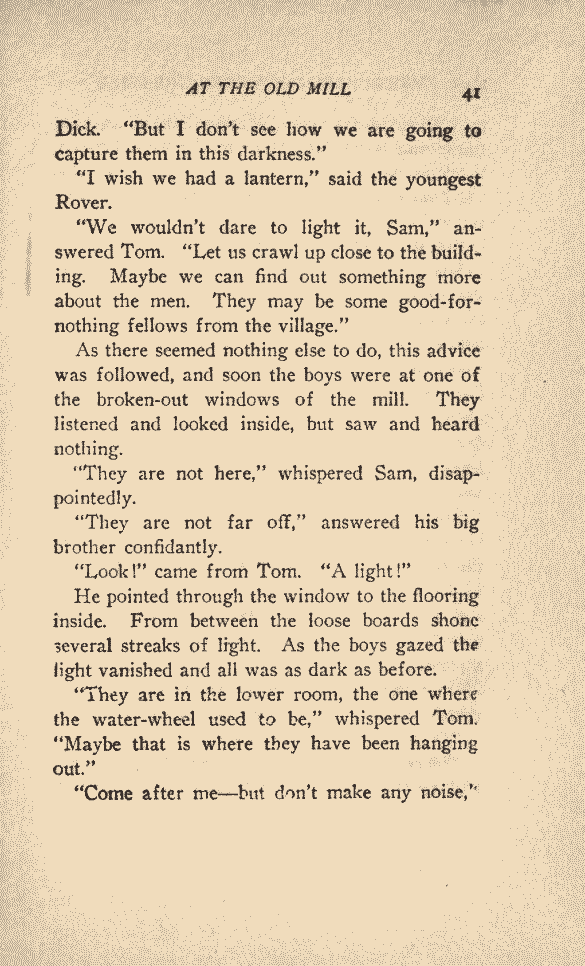 AT THE OLD MILL 41
Dick. “But I don’t see how we are going to
capture them in this darkness.”
“I wish we had a lantern,” said the youngest
Rover.
“We wouldn’t dare to light it, Sam,” an-
swered Tom. “Let us crawl up close to the build-
ing. Maybe we can find out something more
about the men. They may be some good-for-
nothing fellows from the village.”
As there seemed nothing else to do, this advice
was followed, and soon the boys were at one of
the broken-out windows of the mill. They
listened and looked inside, but saw and heard
nothing.
“They are not here,” whispered Sam, disap-
pointedly.
“They are not far off,” answered his big
brother confidantly.
“Look!” came from Tom. “A light!”
He pointed through the window to the flooring
inside. From between the loose boards shone
several streaks of light. As the boys gazed the
light vanished and all was as dark as before.
“They are in the lower room, the one where
the water-wheel used to be,” whispered Tom.
“Maybe that is where they have been hanging
out.”
“Come after me—but don’t make any noise,”